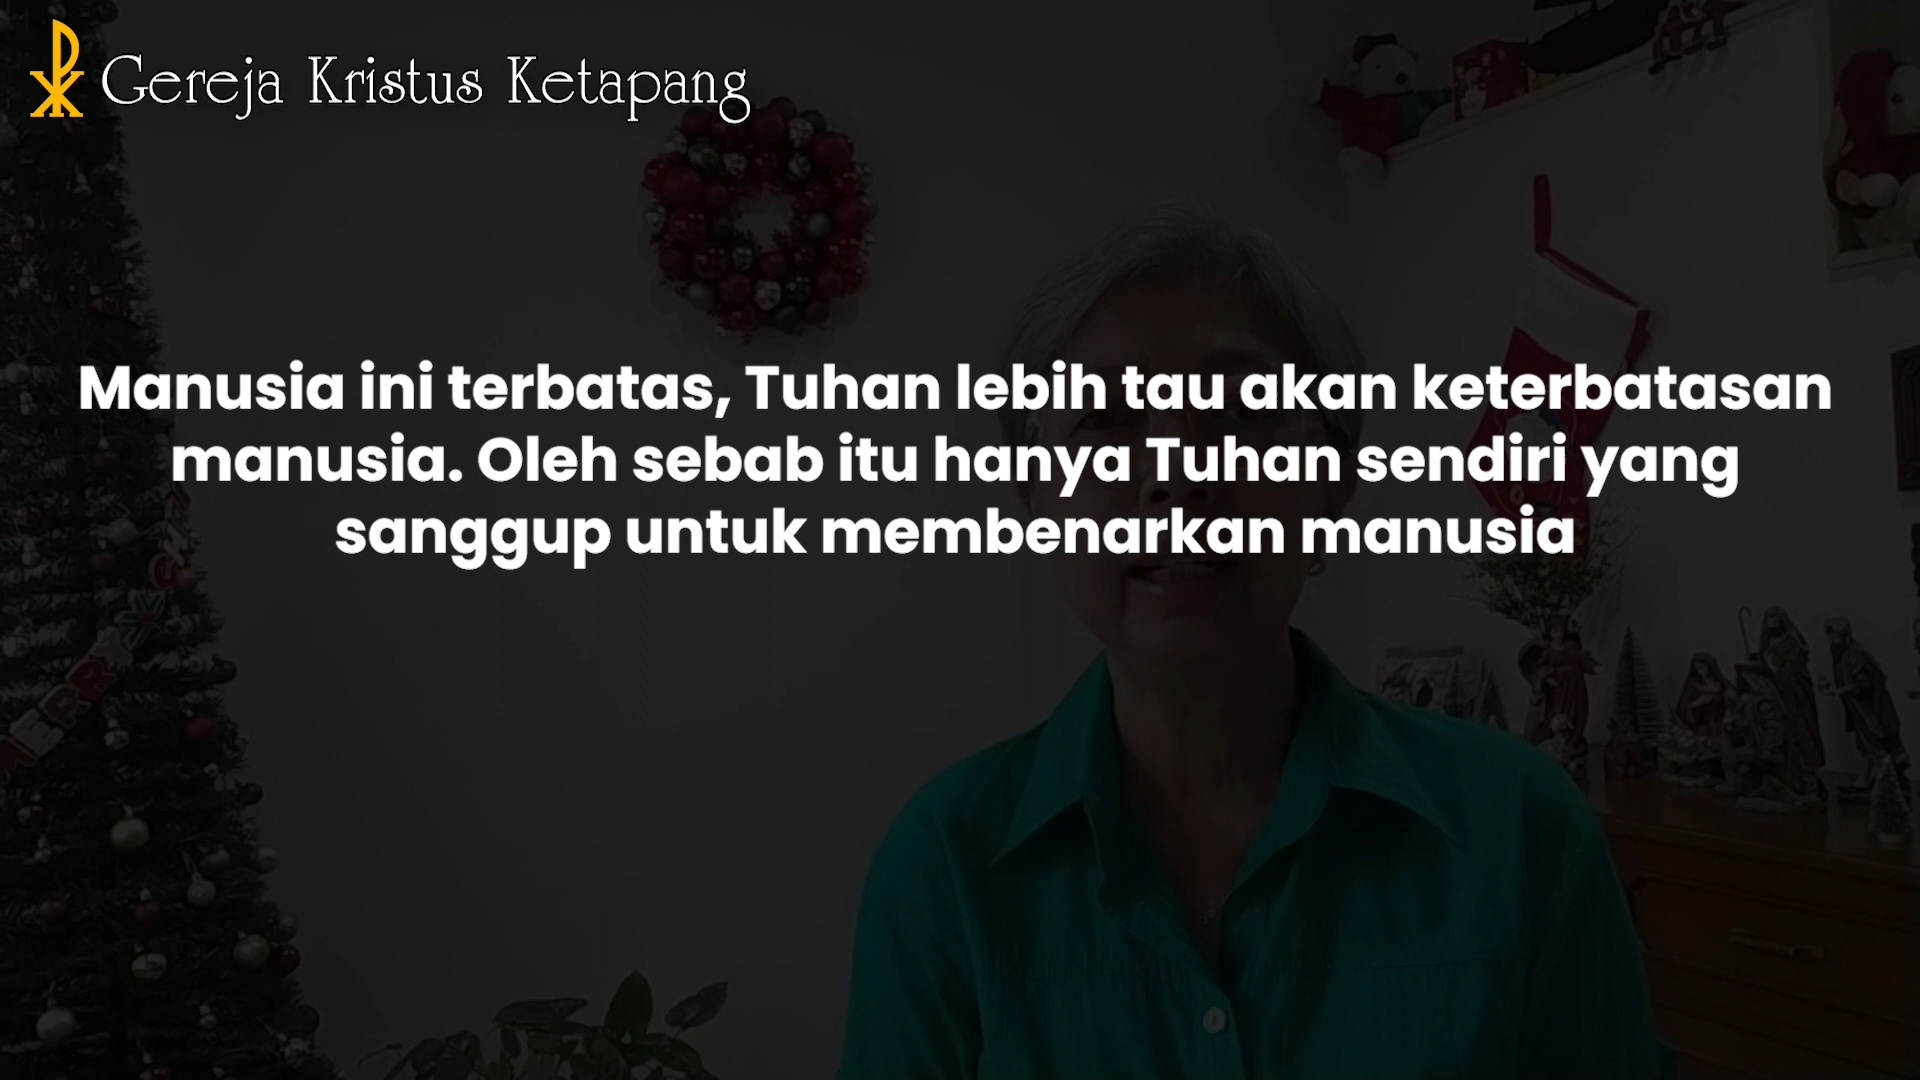 Gereja Kristus Ketapang
Manusia ini terbatas, Tuhan lebih tau akan keterbatasan
manusia. Oleh sebab itu hanya Tuhan sendiri yang
sanggup untuk membenarkan manusia